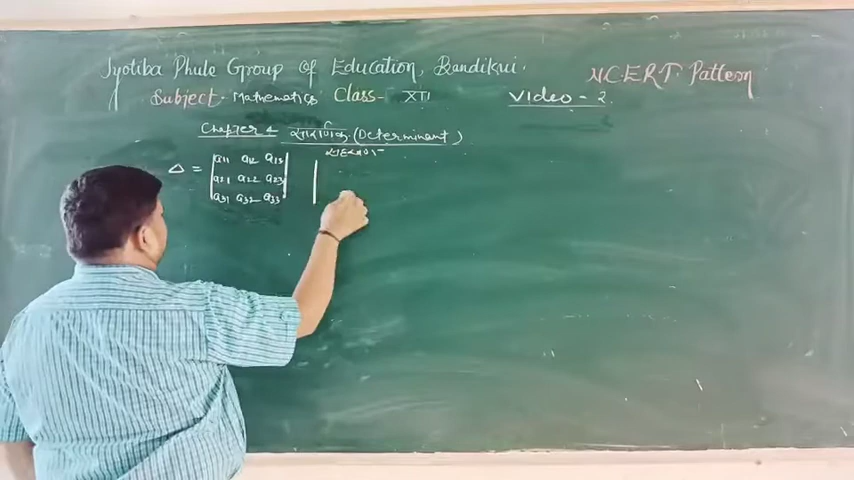 Jyotiba Phule Group of Education, Bandikui.
N.C.E.R.T. Pattern
Subject- Mathematics Class- XII
Video - 2
Chapter 4 सारणिक (Determinant)
सहखण्ड
Δ = | a11 a12 a13 |
| a21 a22 a23 |
| a31 a32 a33 |